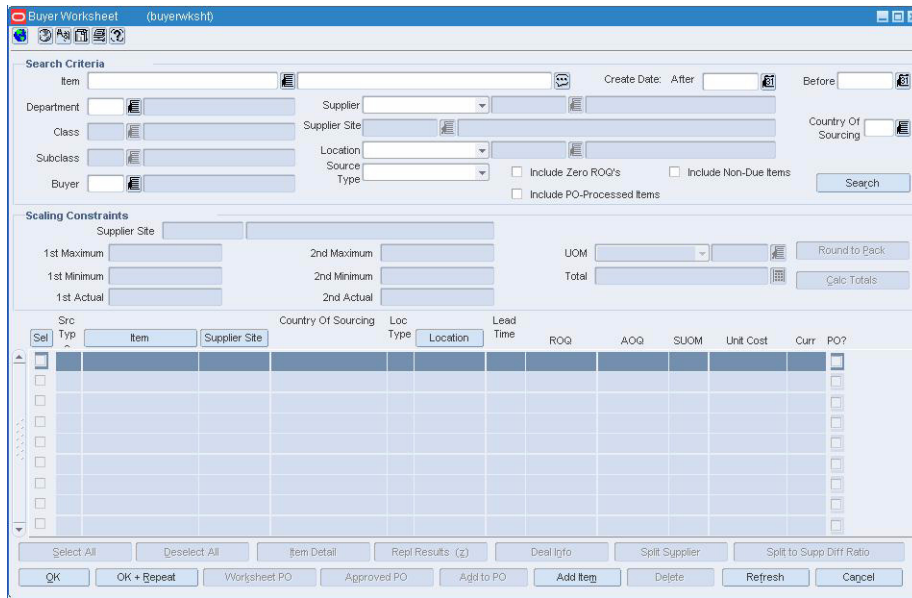 Buyer Worksheet (buyerwksht)
Search Criteria
Item Create Date: After Before
Department Supplier
Class Supplier Site Country Of Sourcing
Subclass Location
Buyer Source Type Include Zero ROQ's Include Non-Due Items Search
Include PO-Processed Items
Scaling Constraints
Supplier Site
1st Maximum 2nd Maximum UOM Round to Pack
1st Minimum 2nd Minimum Total Calc Totals
1st Actual 2nd Actual
Sel Src Typ Item Supplier Site Country Of Sourcing Loc Type Location Lead Time ROQ AOQ SUOM Unit Cost Curr PO?
Select All Deselect All Item Detail Repl Results (z) Deal Info Split Supplier Split to Supp Diff Ratio
OK OK + Repeat Worksheet PO Approved PO Add to PO Add Item Delete Refresh Cancel